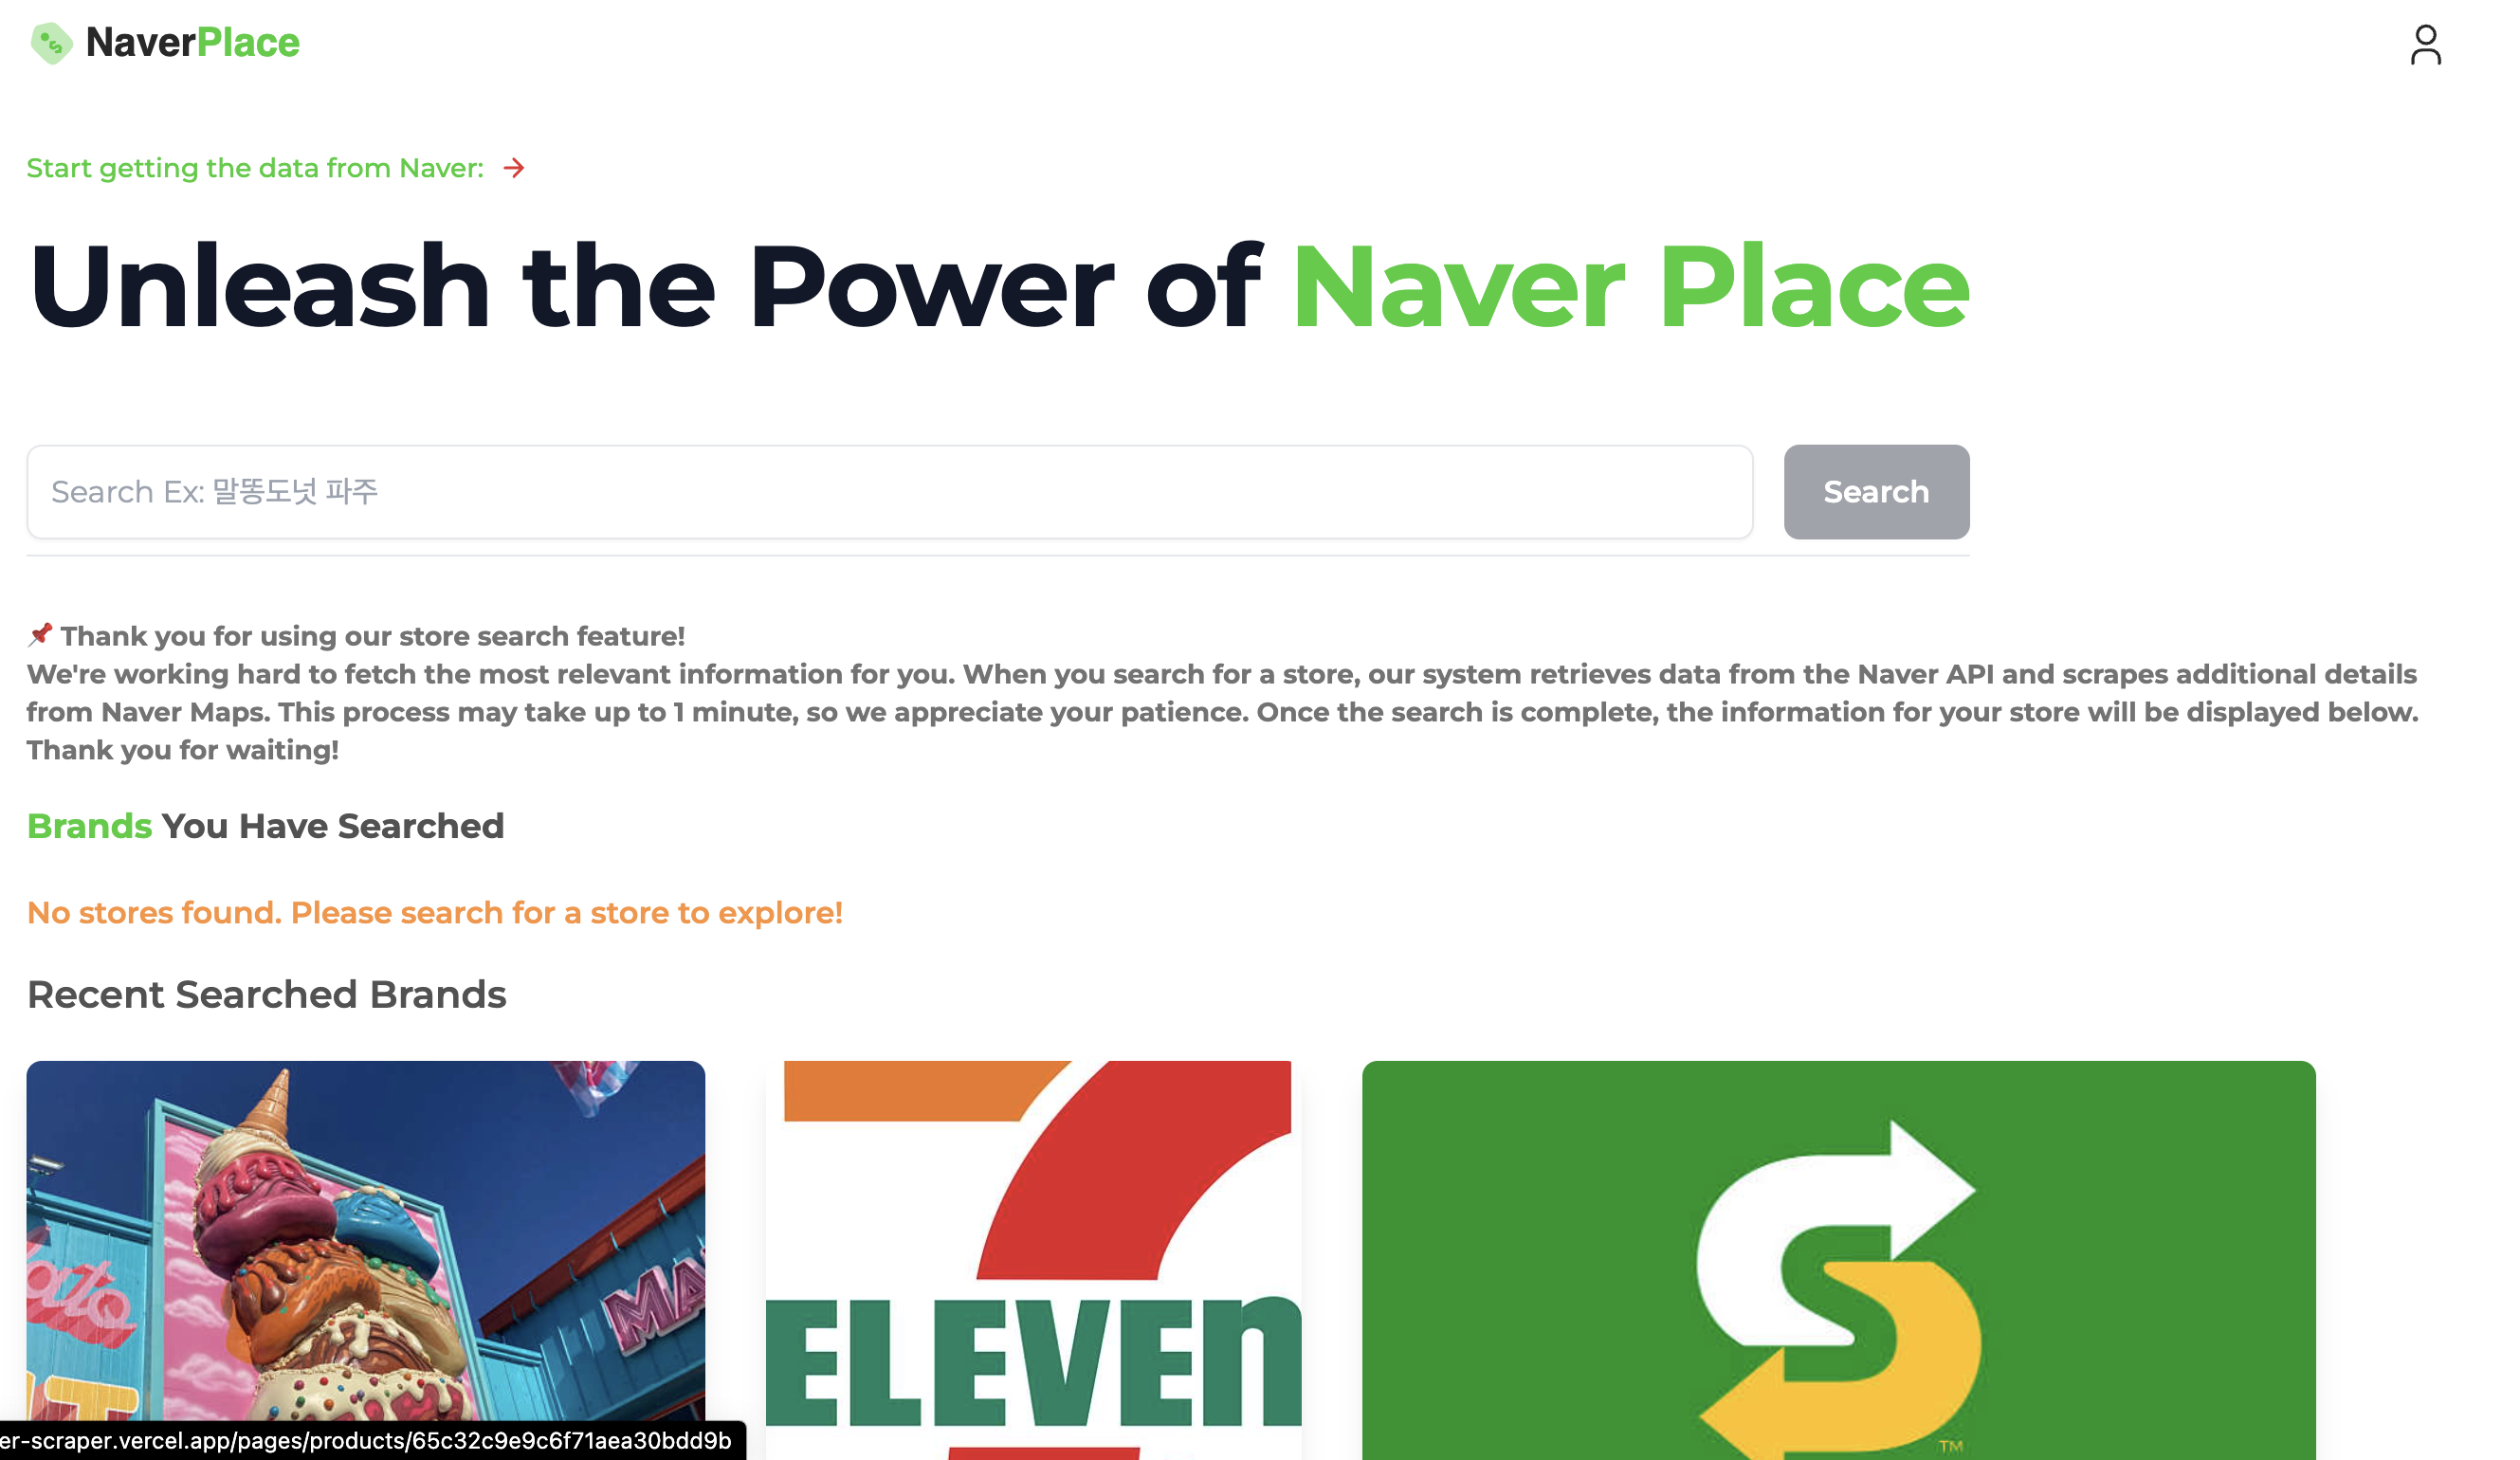 NaverPlace
Start getting the data from Naver: →
Unleash the Power of Naver Place
Search Ex: 말똥도넛 파주
Search
📌 Thank you for using our store search feature!
We're working hard to fetch the most relevant information for you. When you search for a store, our system retrieves data from the Naver API and scrapes additional details
from Naver Maps. This process may take up to 1 minute, so we appreciate your patience. Once the search is complete, the information for your store will be displayed below.
Thank you for waiting!
Brands You Have Searched
No stores found. Please search for a store to explore!
Recent Searched Brands
MA
ELEVEn
TM
er-scraper.vercel.app/pages/products/65c32c9e9c6f71aea30bdd9b